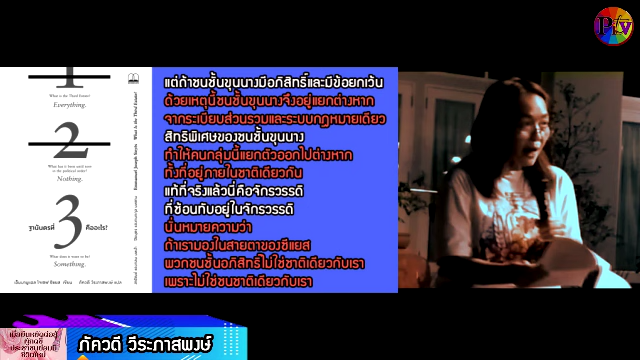 What is the Third Estate?
Everything.
2
What has it been until now in the political order?
Nothing.
ฐานันดรที่ 3 คืออะไร?
What does it want to be?
Something.
แต่ถ้าชนชั้นขุนนางมีอภิสิทธิ์และมีข้อยกเว้น
ด้วยเหตุนี้ชนชั้นขุนนางจึงอยู่แยกต่างหาก
จากระเบียบส่วนรวมและระบบกฎหมายเดียว
สิทธิพิเศษของชนชั้นขุนนาง
ทำให้คนกลุ่มนี้แยกตัวออกไปต่างหาก
ทั้งที่อยู่ภายในชาติเดียวกัน
แท้ที่จริงแล้วนี่คือจักรวรรดิ
ที่ซ้อนทับอยู่ในจักรวรรดิ
นั่นหมายความว่า
ถ้าเรามองในสายตาของซีแยส
พวกชนชั้นอภิสิทธิ์ไม่ใช่ชาติเดียวกับเรา
เพราะไม่ใช่ชนชาติเดียวกับเรา
ภัควดี วีระภาสพงษ์